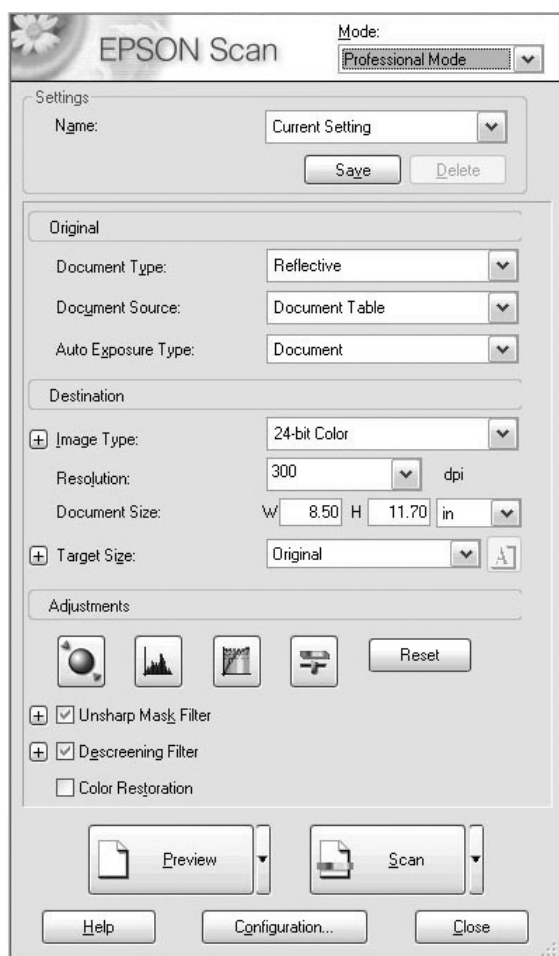 EPSON Scan
Mode:
Professional Mode
Settings
Name: Current Setting
Save Delete
Original
Document Type: Reflective
Document Source: Document Table
Auto Exposure Type: Document
Destination
Image Type: 24-bit Color
Resolution: 300 dpi
Document Size: W 8.50 H 11.70 in
Target Size: Original A
Adjustments
Reset
Unsharp Mask Filter
Descreening Filter
Color Restoration
Preview Scan
Help Configuration... Close